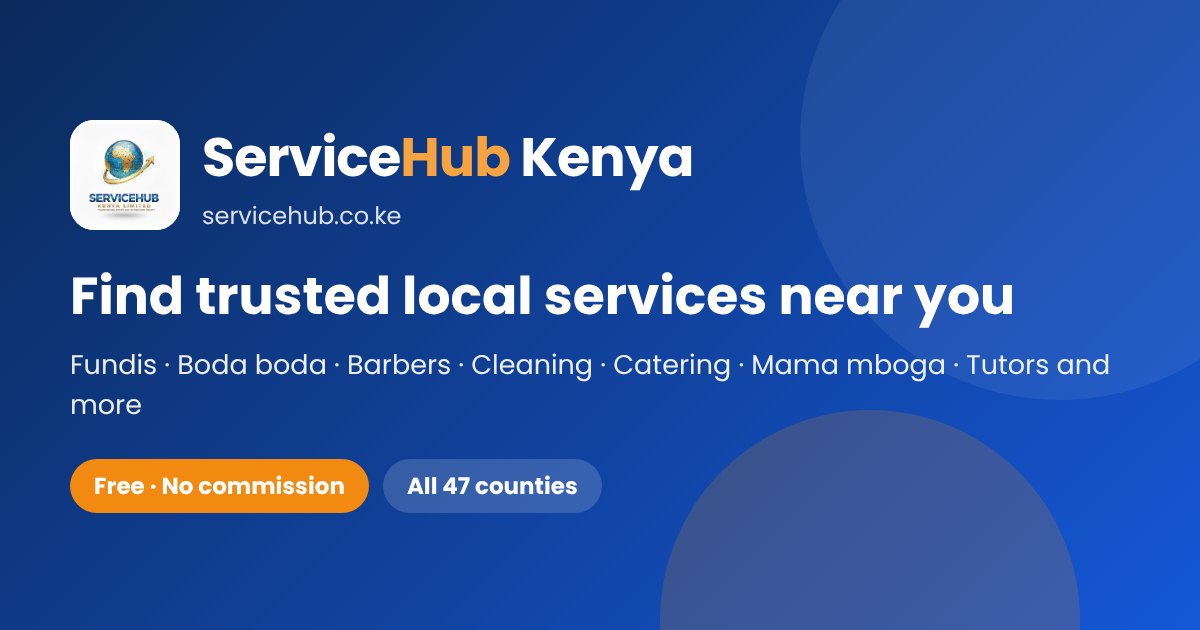 SERVICEHUB
KENYA LIMITED
ServiceHub Kenya
servicehub.co.ke
Find trusted local services near you
Fundis · Boda boda · Barbers · Cleaning · Catering · Mama mboga · Tutors and
more
Free · No commission
All 47 counties